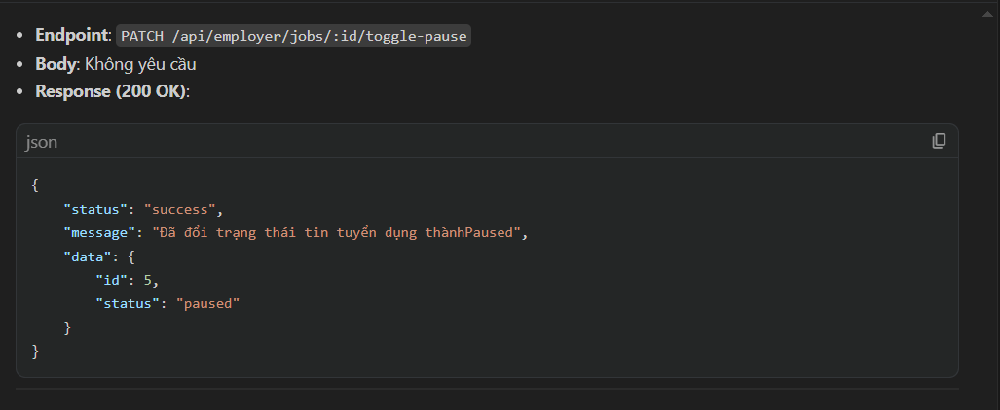 Endpoint: PATCH /api/employer/jobs/:id/toggle-pause
Body: Không yêu cầu
Response (200 OK):
json
{
    "status": "success",
    "message": "Đã đổi trạng thái tin tuyển dụng thànhPaused",
    "data": {
        "id": 5,
        "status": "paused"
    }
}